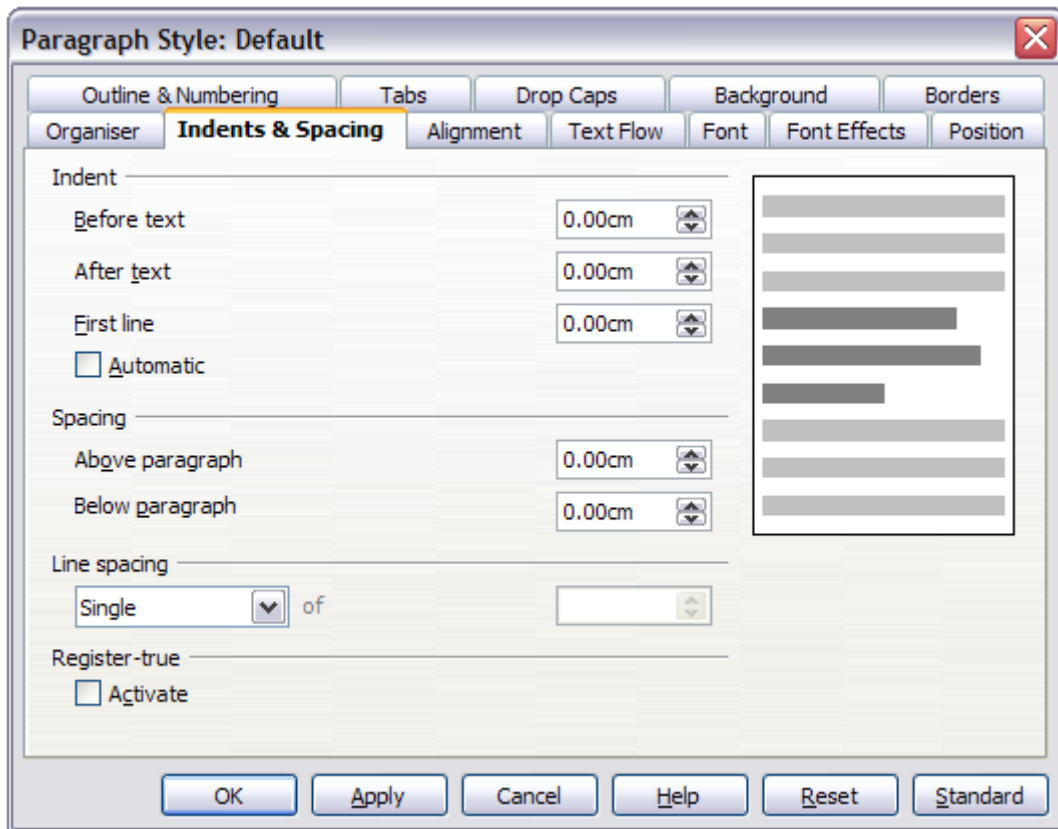 Paragraph Style: Default
Outline & Numbering Tabs Drop Caps Background Borders
Organiser Indents & Spacing Alignment Text Flow Font Font Effects Position
Indent
Before text 0.00cm
After text 0.00cm
First line 0.00cm
Automatic
Spacing
Above paragraph 0.00cm
Below paragraph 0.00cm
Line spacing
Single of
Register-true
Activate
OK Apply Cancel Help Reset Standard